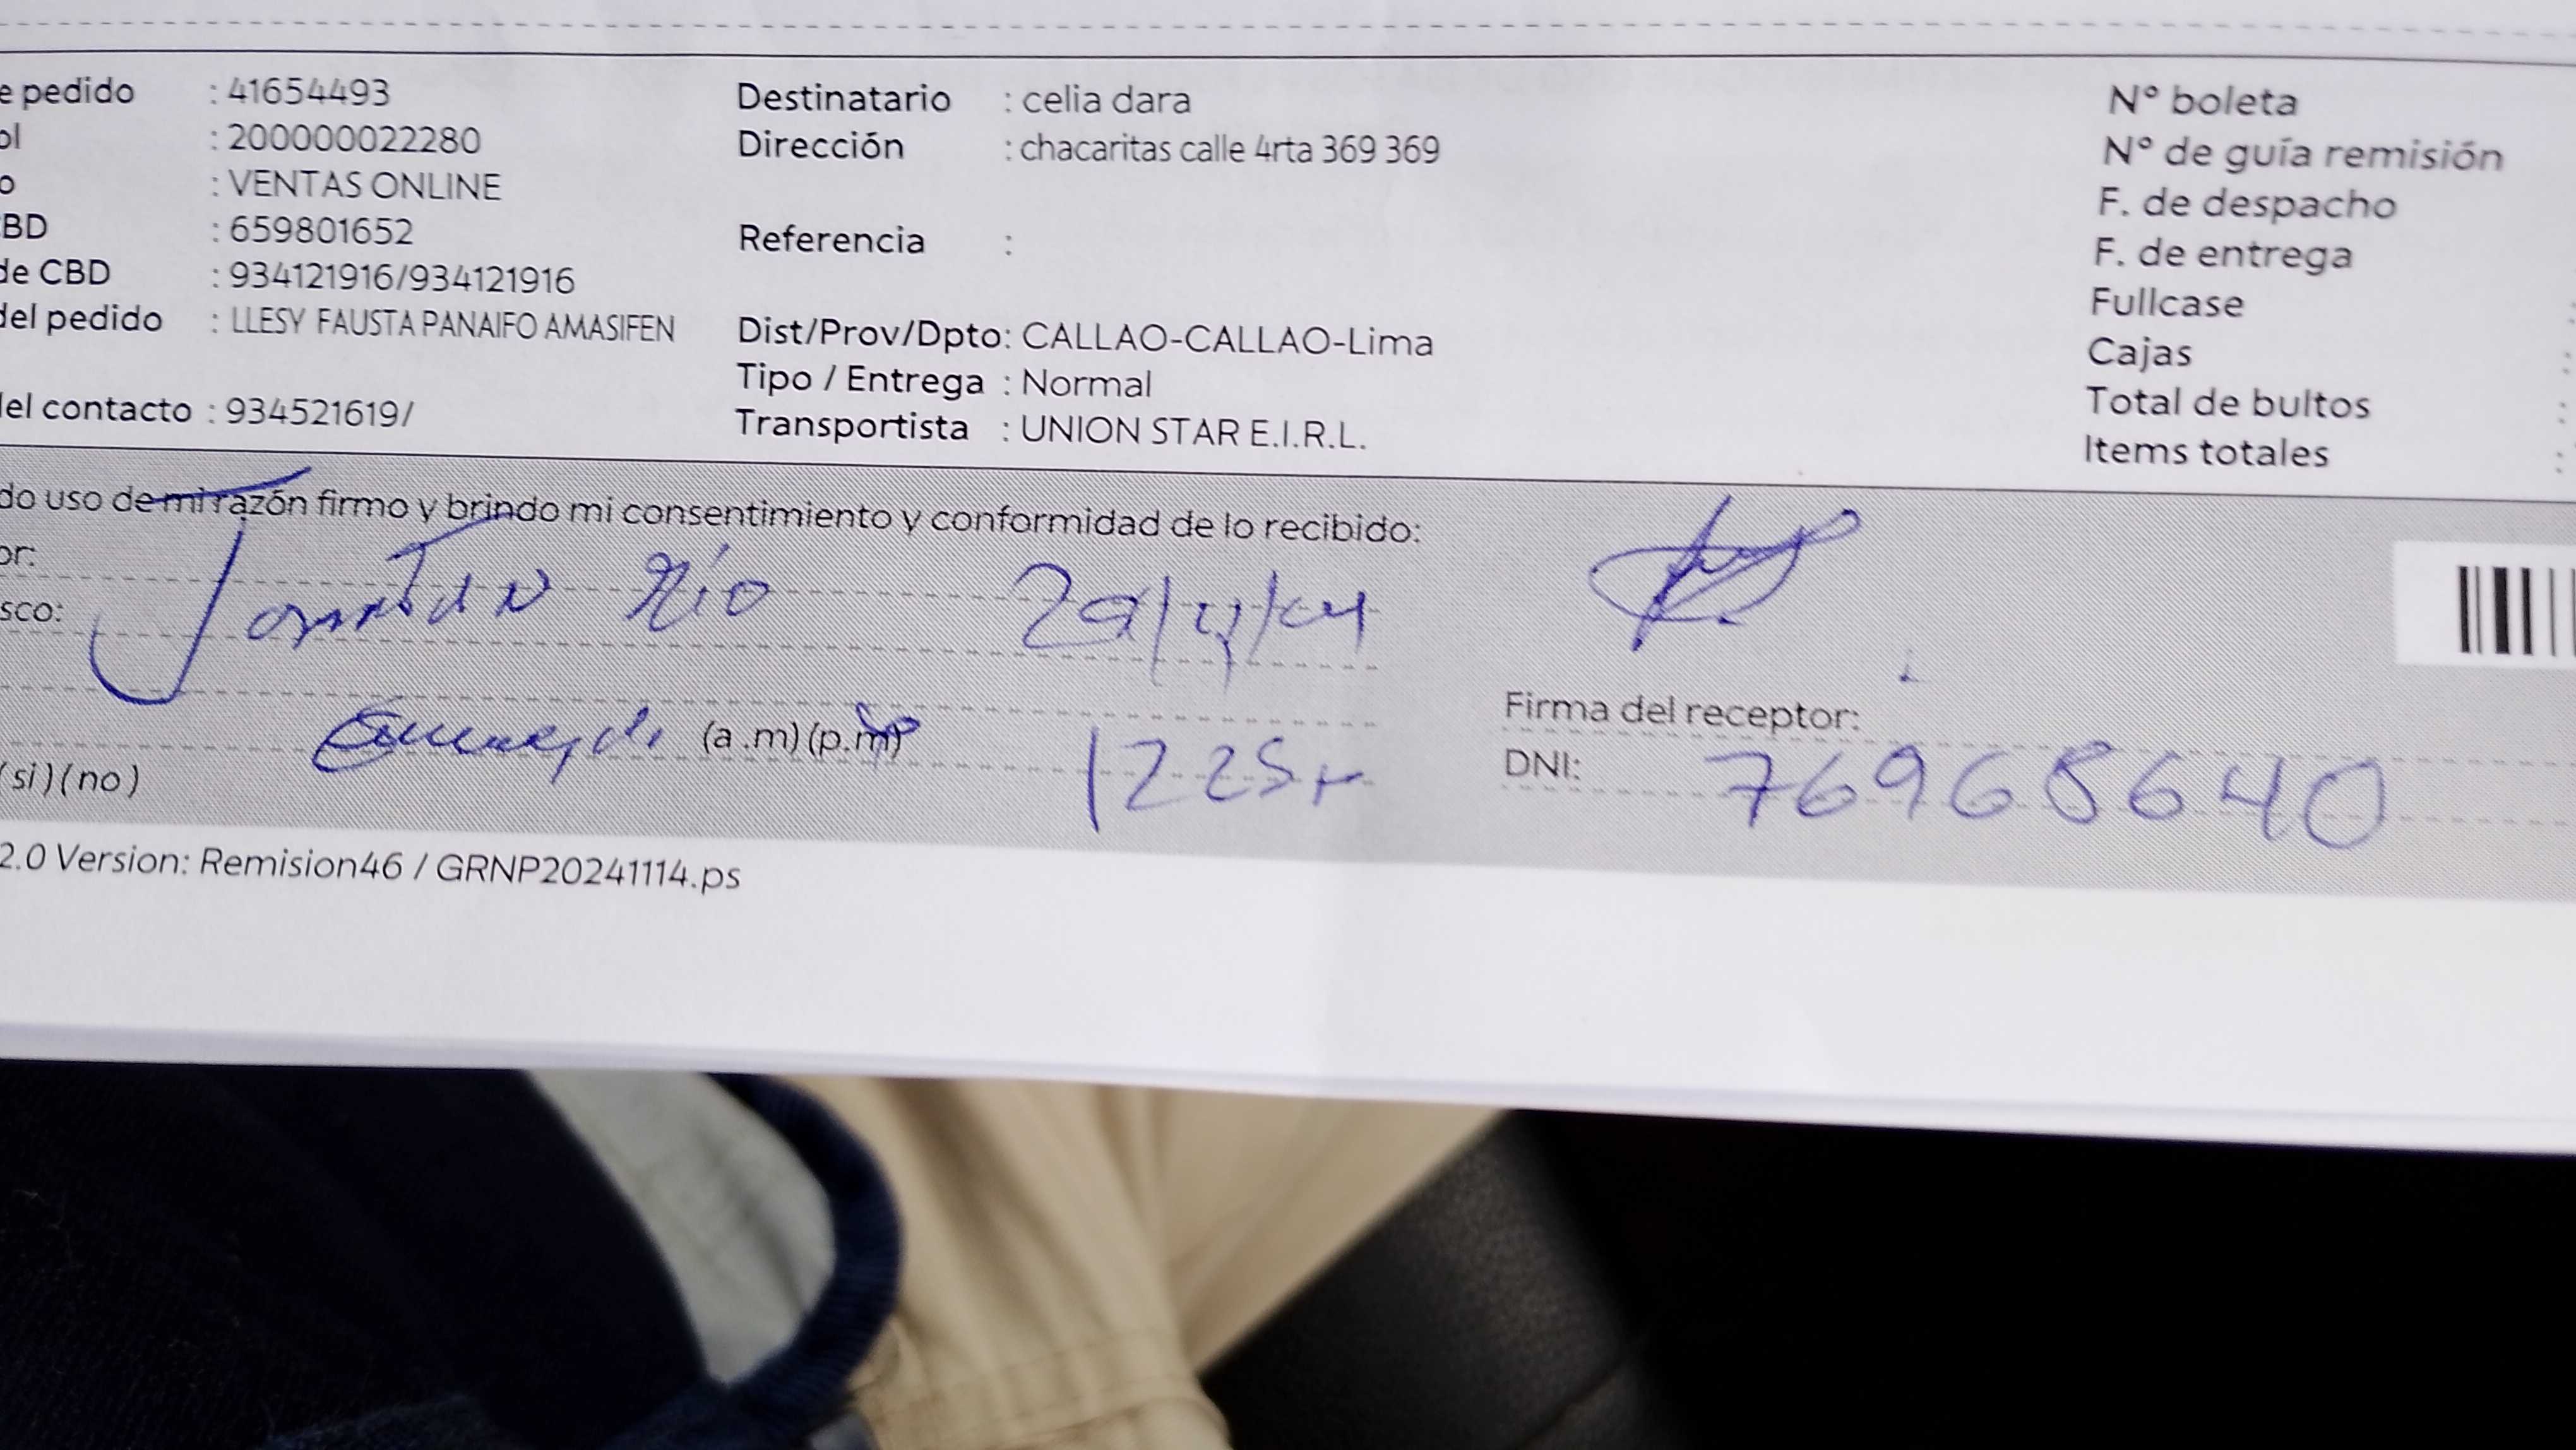 e pedido : 41654493 Destinatario : celia dara N° boleta
ol : 200000022280 Dirección : chacaritas calle 4rta 369 369 N° de guía remisión
o : VENTAS ONLINE F. de despacho
CBD : 659801652 Referencia : F. de entrega
de CBD : 934121916/934121916 Fullcase :
del pedido : LLESY FAUSTA PANAIFO AMASIFEN Dist/Prov/Dpto: CALLAO-CALLAO-Lima Cajas :
Tipo / Entrega : Normal Total de bultos :
del contacto : 934521619/ Transportista : UNION STAR E.I.R.L. Items totales :
do uso de mi razón firmo y brindo mi consentimiento y conformidad de lo recibido:
or:
sco: Jonatan Río
Firma del receptor:
(a.m)(p.m) 1225
DNI: 76968640
(si)(no)
2.0 Version: Remision46 / GRNP20241114.ps